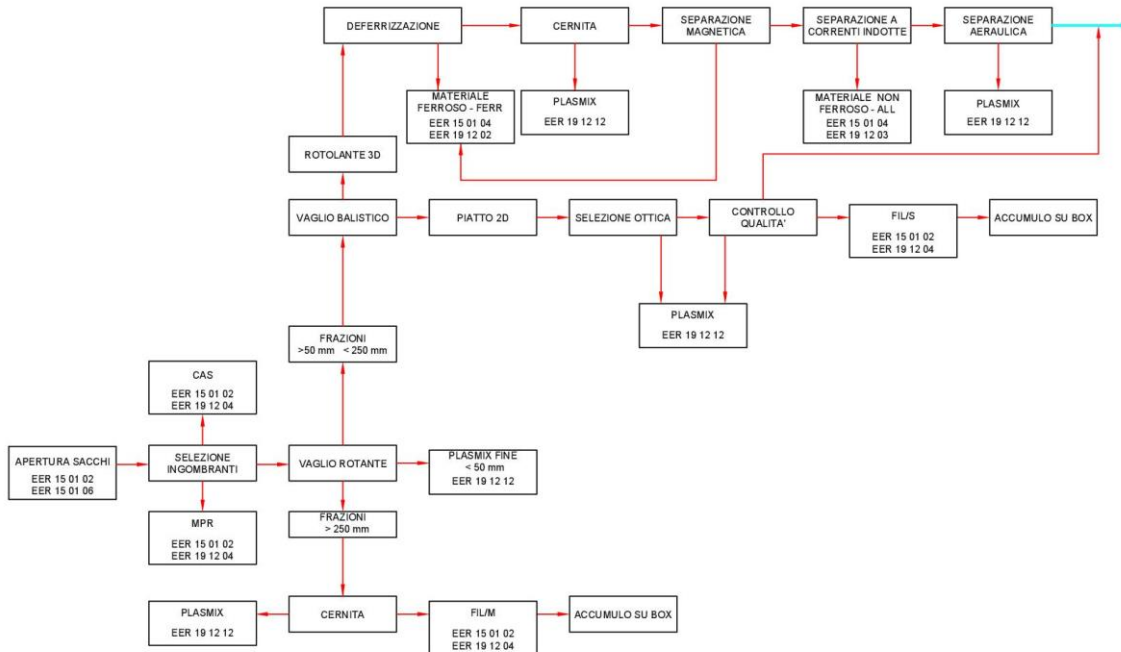 DEFERRIZZAZIONE
CERNITA
SEPARAZIONE
MAGNETICA
SEPARAZIONE A
CORRENTI INDOTTE
SEPARAZIONE
AERAULICA
MATERIALE
FERROSO - FERR
EER 15 01 04
EER 19 12 02
PLASMIX
EER 19 12 12
MATERIALE NON
FERROSO - ALL
EER 15 01 04
EER 19 12 03
PLASMIX
EER 19 12 12
ROTOLANTE 3D
VAGLIO BALISTICO
PIATTO 2D
SELEZIONE OTTICA
CONTROLLO
QUALITA'
FIL/S
EER 15 01 02
EER 19 12 04
ACCUMULO SU BOX
PLASMIX
EER 19 12 12
FRAZIONI
>50 mm < 250 mm
CAS
EER 15 01 02
EER 19 12 04
APERTURA SACCHI
EER 15 01 02
EER 15 01 06
SELEZIONE
INGOMBRANTI
VAGLIO ROTANTE
PLASMIX FINE
< 50 mm
EER 19 12 12
MPR
EER 15 01 02
EER 19 12 04
FRAZIONI
> 250 mm
PLASMIX
EER 19 12 12
CERNITA
FIL/M
EER 15 01 02
EER 19 12 04
ACCUMULO SU BOX